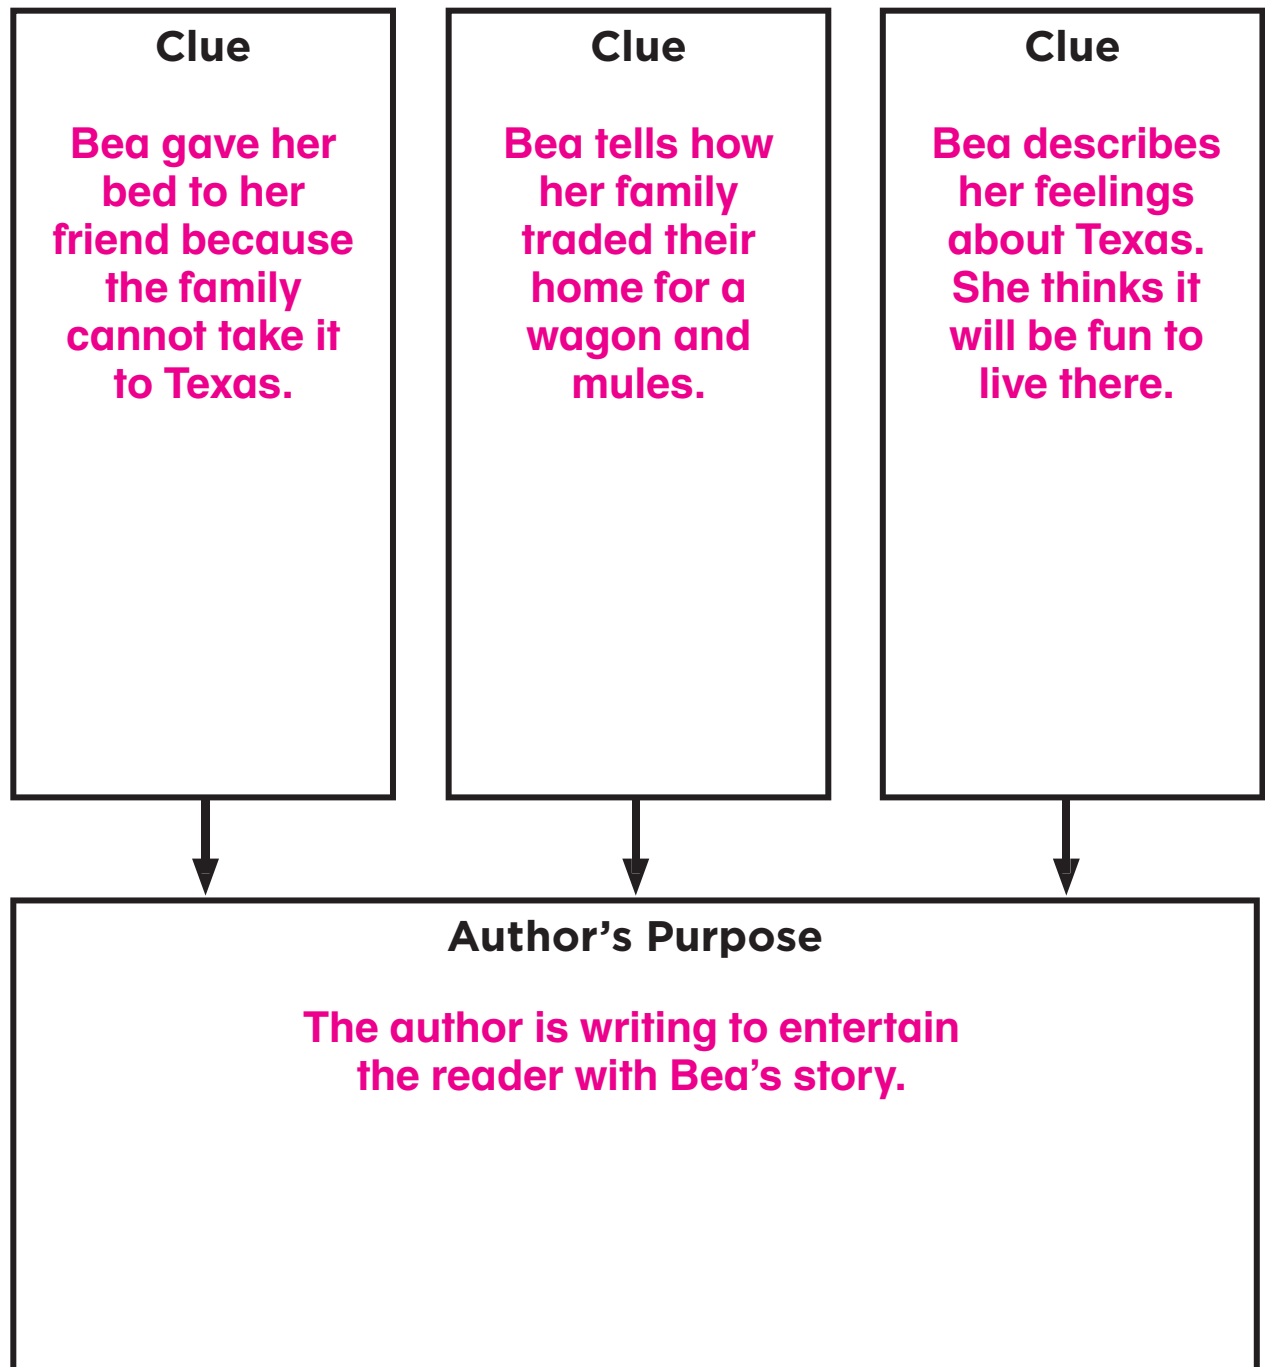 Clue
Bea gave her
bed to her
friend because
the family
cannot take it
to Texas.
Clue
Bea tells how
her family
traded their
home for a
wagon and
mules.
Clue
Bea describes
her feelings
about Texas.
She thinks it
will be fun to
live there.
Author’s Purpose
The author is writing to entertain
the reader with Bea’s story.